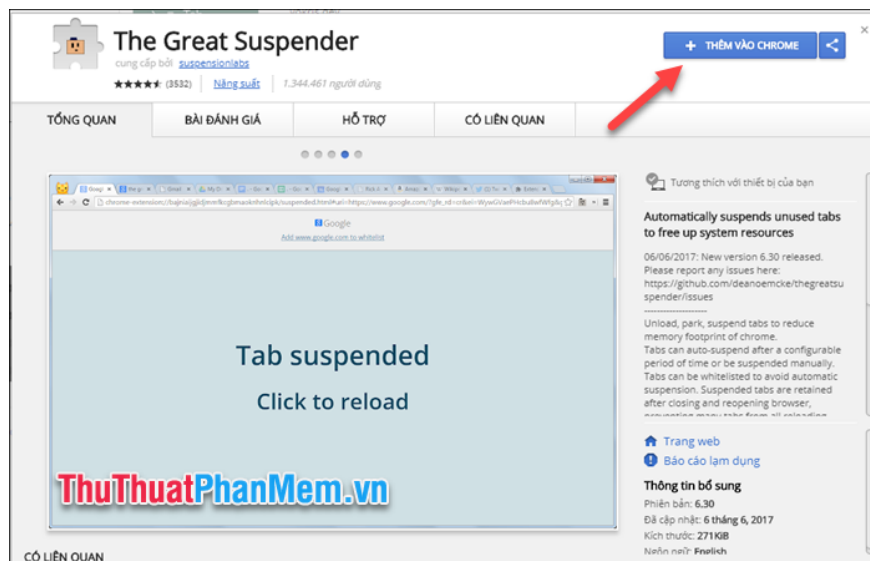 The Great Suspender
cung cấp bởi suspensionlabs
(3532) Năng suất 1.344.461 người dùng
+ THÊM VÀO CHROME
TỔNG QUAN BÀI ĐÁNH GIÁ HỖ TRỢ CÓ LIÊN QUAN
Google
Add www.google.com to whitelist
Tab suspended
Click to reload
ThuThuatPhanMem.vn
Tương thích với thiết bị của bạn
Automatically suspends unused tabs
to free up system resources
06/06/2017: New version 6.30 released.
Please report any issues here:
https://github.com/deanoemcke/thegreatsu
spender/issues
--------------------
Unload, park, suspend tabs to reduce
memory footprint of chrome.
Tabs can auto-suspend after a configurable
period of time or be suspended manually.
Tabs can be whitelisted to avoid automatic
suspension. Suspended tabs are retained
after closing and reopening browser,
preventing many tabs from all reloading
Trang web
Báo cáo lạm dụng
Thông tin bổ sung
Phiên bản: 6.30
Đã cập nhật: 6 tháng 6, 2017
Kích thước: 271KiB
Ngôn ngữ: English
CÓ LIÊN QUAN